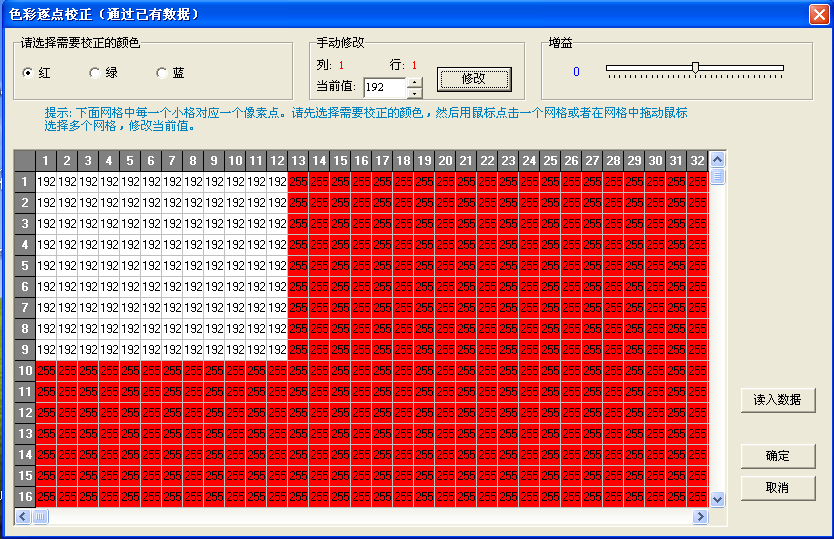 色彩逐点校正（通过已有数据）
请选择需要校正的颜色
红 绿 蓝
手动修改
列: 1 行: 1
当前值: 192 修改
增益
0
提示: 下面网格中每一个小格对应一个像素点。请先选择需要校正的颜色，然后用鼠标点击一个网格或者在网格中拖动鼠标
选择多个网格，修改当前值。
1 2 3 4 5 6 7 8 9 10 11 12 13 14 15 16 17 18 19 20 21 22 23 24 25 26 27 28 29 30 31 32
1 192 192 192 192 192 192 192 192 192 192 192 192 255 255 255 255 255 255 255 255 255 255 255 255 255 255 255 255 255 255 255 255
2 192 192 192 192 192 192 192 192 192 192 192 192 255 255 255 255 255 255 255 255 255 255 255 255 255 255 255 255 255 255 255 255
3 192 192 192 192 192 192 192 192 192 192 192 192 255 255 255 255 255 255 255 255 255 255 255 255 255 255 255 255 255 255 255 255
4 192 192 192 192 192 192 192 192 192 192 192 192 255 255 255 255 255 255 255 255 255 255 255 255 255 255 255 255 255 255 255 255
5 192 192 192 192 192 192 192 192 192 192 192 192 255 255 255 255 255 255 255 255 255 255 255 255 255 255 255 255 255 255 255 255
6 192 192 192 192 192 192 192 192 192 192 192 192 255 255 255 255 255 255 255 255 255 255 255 255 255 255 255 255 255 255 255 255
7 192 192 192 192 192 192 192 192 192 192 192 192 255 255 255 255 255 255 255 255 255 255 255 255 255 255 255 255 255 255 255 255
8 192 192 192 192 192 192 192 192 192 192 192 192 255 255 255 255 255 255 255 255 255 255 255 255 255 255 255 255 255 255 255 255
9 192 192 192 192 192 192 192 192 192 192 192 192 255 255 255 255 255 255 255 255 255 255 255 255 255 255 255 255 255 255 255 255
10 255 255 255 255 255 255 255 255 255 255 255 255 255 255 255 255 255 255 255 255 255 255 255 255 255 255 255 255 255 255 255 255
11 255 255 255 255 255 255 255 255 255 255 255 255 255 255 255 255 255 255 255 255 255 255 255 255 255 255 255 255 255 255 255 255
12 255 255 255 255 255 255 255 255 255 255 255 255 255 255 255 255 255 255 255 255 255 255 255 255 255 255 255 255 255 255 255 255
13 255 255 255 255 255 255 255 255 255 255 255 255 255 255 255 255 255 255 255 255 255 255 255 255 255 255 255 255 255 255 255 255
14 255 255 255 255 255 255 255 255 255 255 255 255 255 255 255 255 255 255 255 255 255 255 255 255 255 255 255 255 255 255 255 255
15 255 255 255 255 255 255 255 255 255 255 255 255 255 255 255 255 255 255 255 255 255 255 255 255 255 255 255 255 255 255 255 255
16 255 255 255 255 255 255 255 255 255 255 255 255 255 255 255 255 255 255 255 255 255 255 255 255 255 255 255 255 255 255 255 255
读入数据
确定
取消